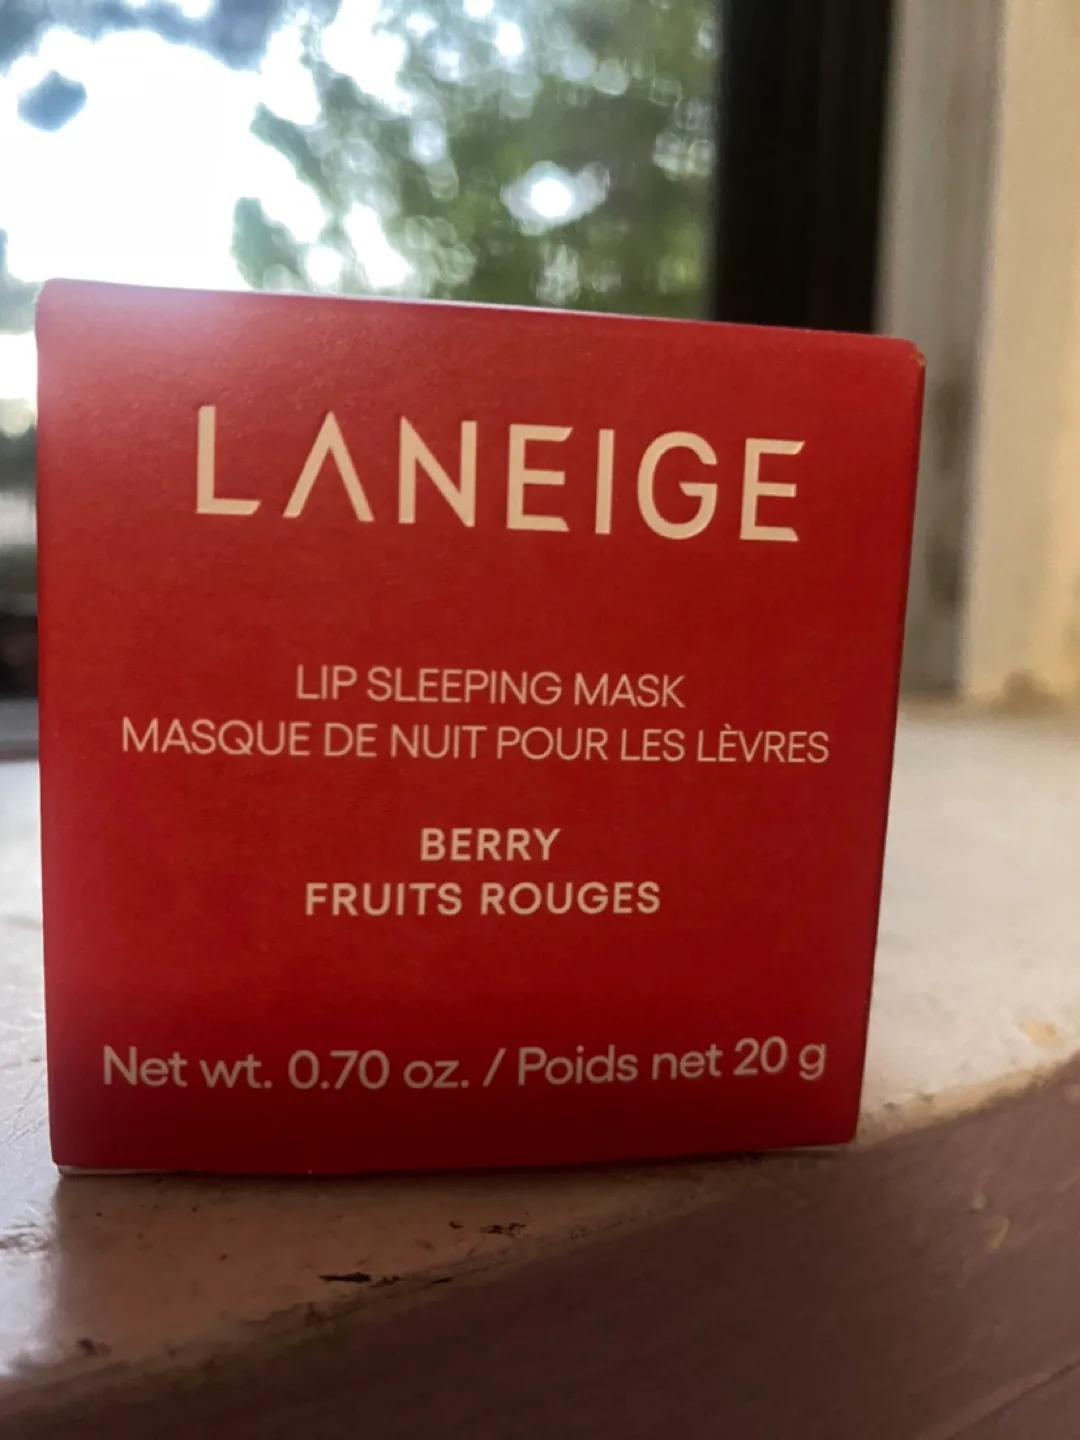 LANEIGE
LIP SLEEPING MASK
MASQUE DE NUIT POUR LES LÈVRES
BERRY
FRUITS ROUGES
Net wt. 0.70 oz. / Poids net 20 g